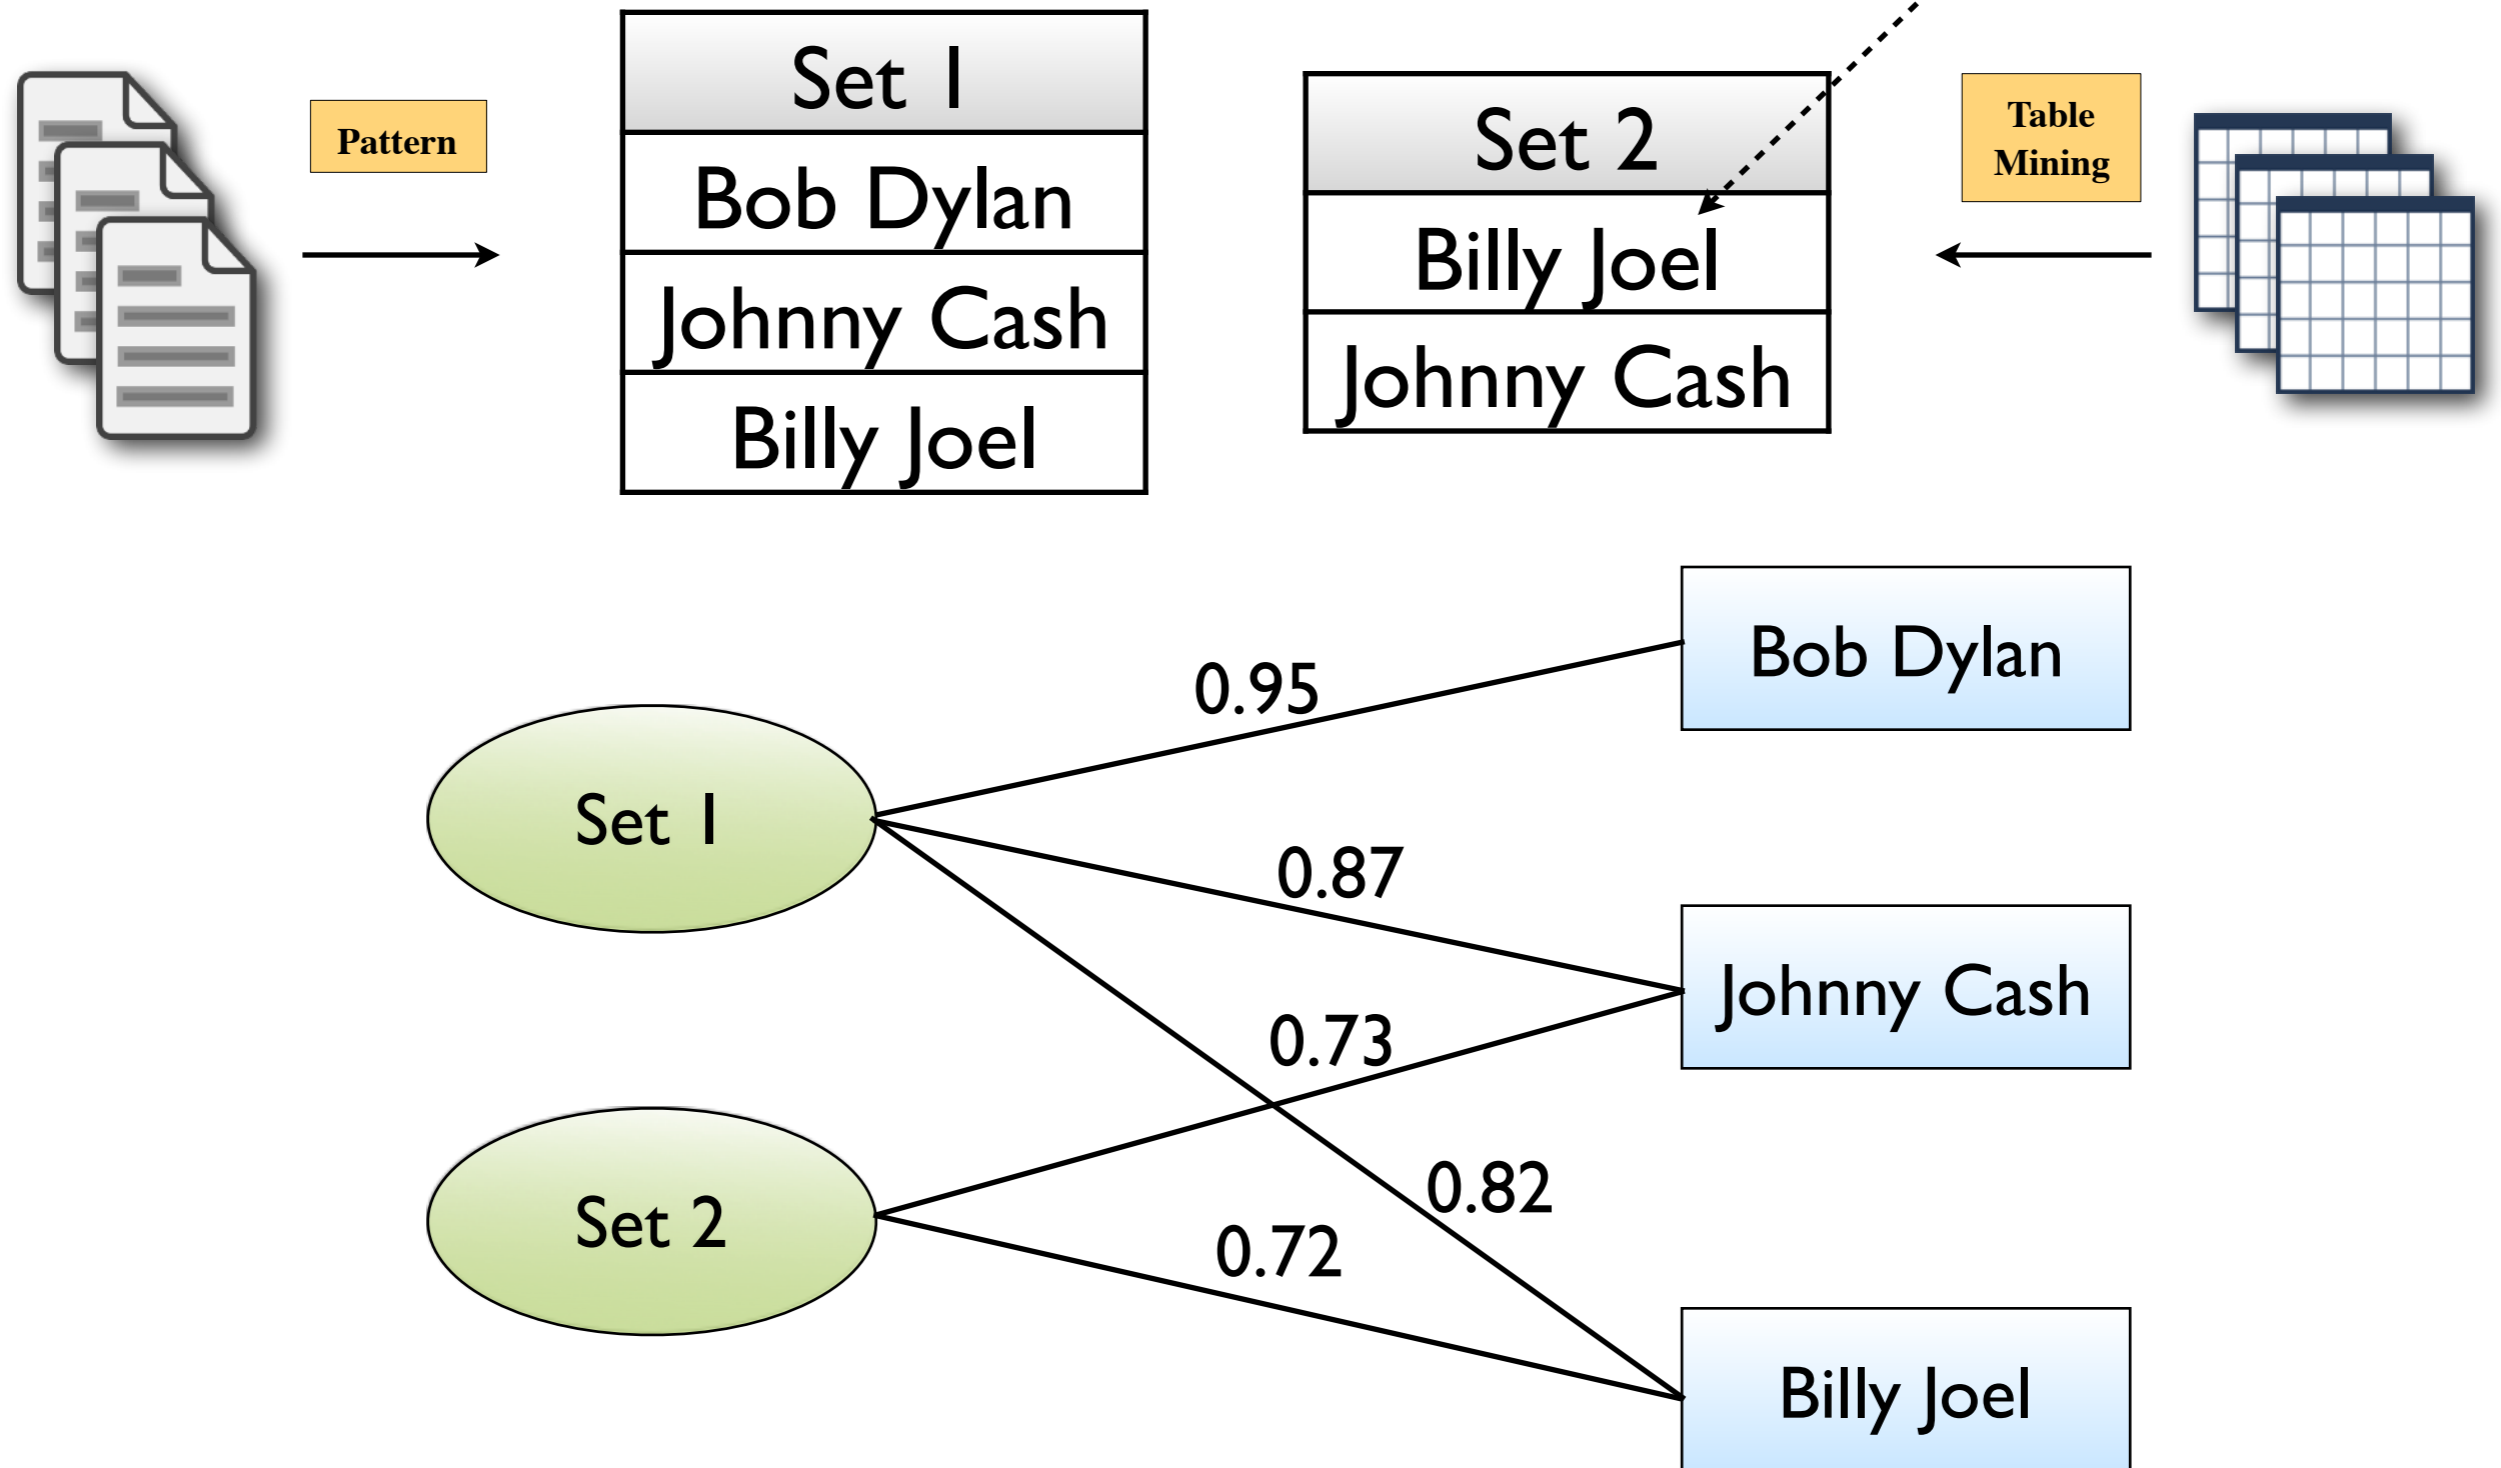 Pattern
Set 1
Bob Dylan
Johnny Cash
Billy Joel
Set 2
Billy Joel
Johnny Cash
Table
Mining
Bob Dylan
0.95
Set 1
0.87
Johnny Cash
0.73
0.82
Set 2
0.72
Billy Joel